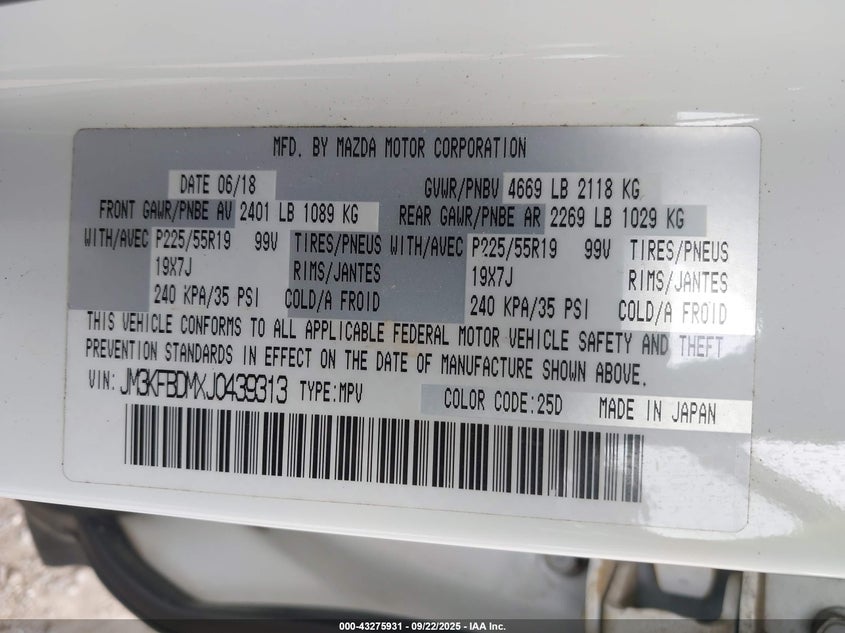 MFD. BY MAZDA MOTOR CORPORATION
DATE 06/18 GVWR/PNBV 4669 LB 2118 KG
FRONT GAWR/PNBE AV 2401 LB 1089 KG REAR GAWR/PNBE AR 2269 LB 1029 KG
WITH/AVEC P225/55R19 99V TIRES/PNEUS WITH/AVEC P225/55R19 99V TIRES/PNEUS
19X7J RIMS/JANTES 19X7J RIMS/JANTES
240 KPA/35 PSI COLD/A FROID 240 KPA/35 PSI COLD/A FROID
THIS VEHICLE CONFORMS TO ALL APPLICABLE FEDERAL MOTOR VEHICLE SAFETY AND THEFT
PREVENTION STANDARDS IN EFFECT ON THE DATE OF MANUFACTURE SHOWN ABOVE.
VIN: JM3KFBDMXJ0439313 TYPE:MPV COLOR CODE:25D MADE IN JAPAN
000-43275931 - 09/22/2025 - IAA Inc.